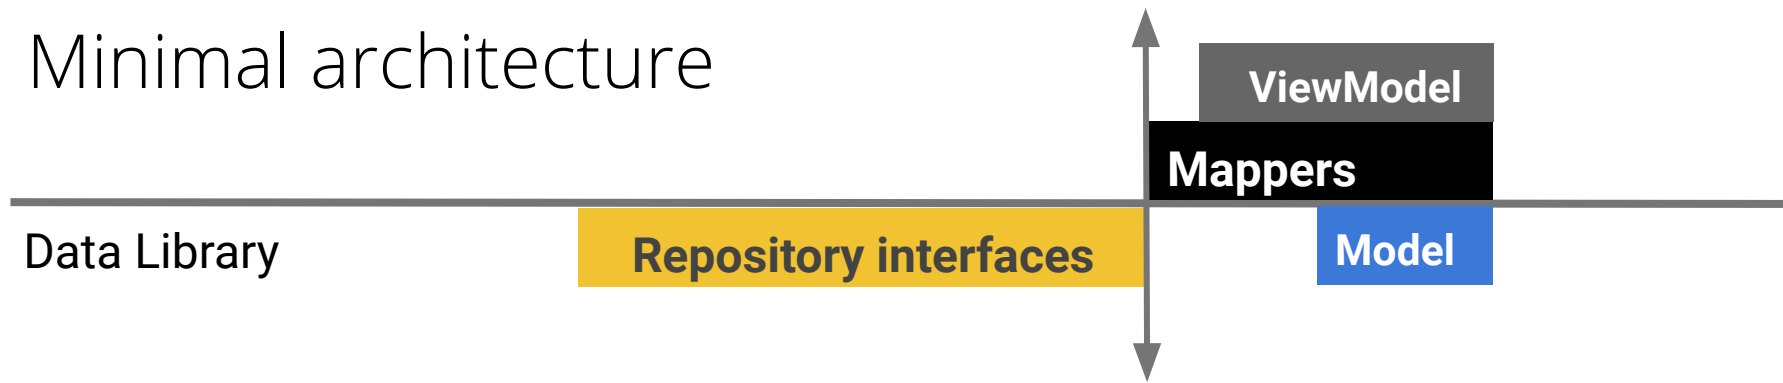 Minimal architecture
ViewModel
Mappers
Data Library
Repository interfaces
Model